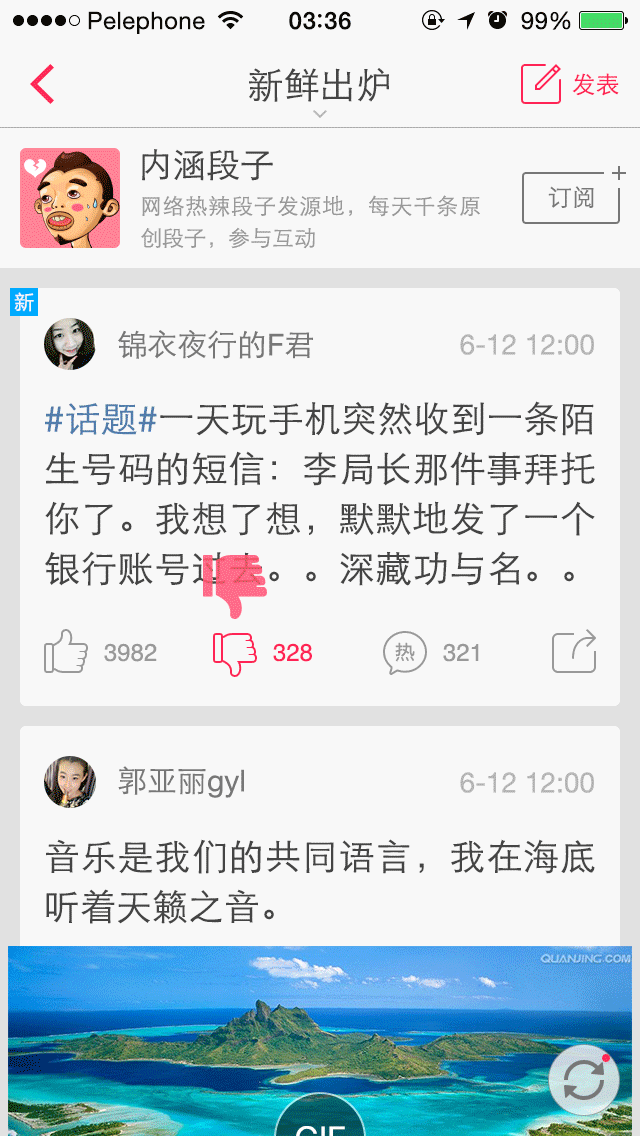 Pelephone 03:36 99%
新鲜出炉 发表
内涵段子
网络热辣段子发源地，每天千条原
创段子，参与互动
订阅
新
锦衣夜行的F君 6-12 12:00
#话题#一天玩手机突然收到一条陌
生号码的短信：李局长那件事拜托
你了。我想了想，默默地发了一个
银行账号过去。。深藏功与名。。
3982 328 热 321
郭亚丽gyl 6-12 12:00
音乐是我们的共同语言，我在海底
听着天籁之音。
QUANJING.COM
GIF